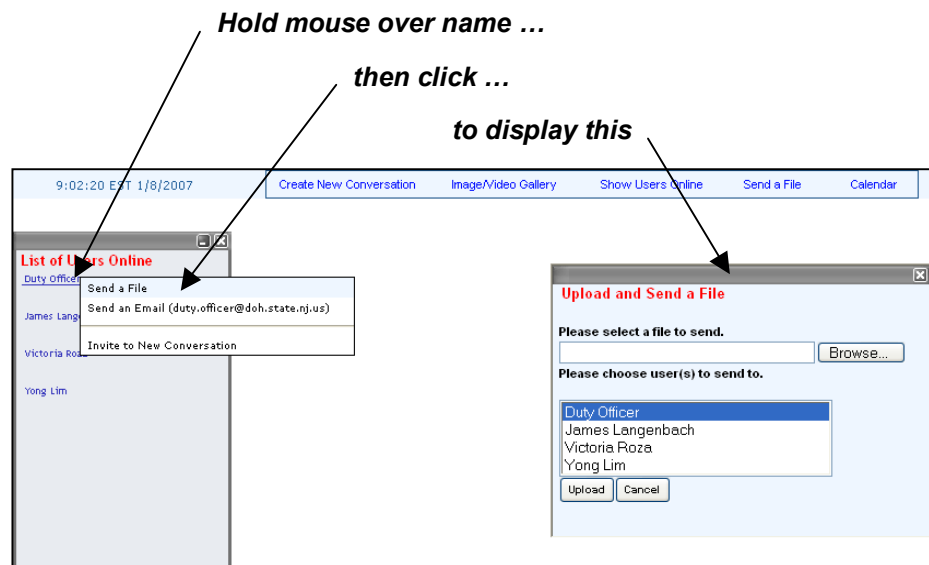 Hold mouse over name …
then click …
to display this
9:02:20 EST 1/8/2007
Create New Conversation Image/Video Gallery Show Users Online Send a File Calendar
List of Users Online
Duty Officer
Send a File
Send an Email (duty.officer@doh.state.nj.us)
Invite to New Conversation
James Lang
Victoria Roza
Yong Lim
Upload and Send a File
Please select a file to send.
Browse...
Please choose user(s) to send to.
Duty Officer
James Langenbach
Victoria Roza
Yong Lim
Upload Cancel